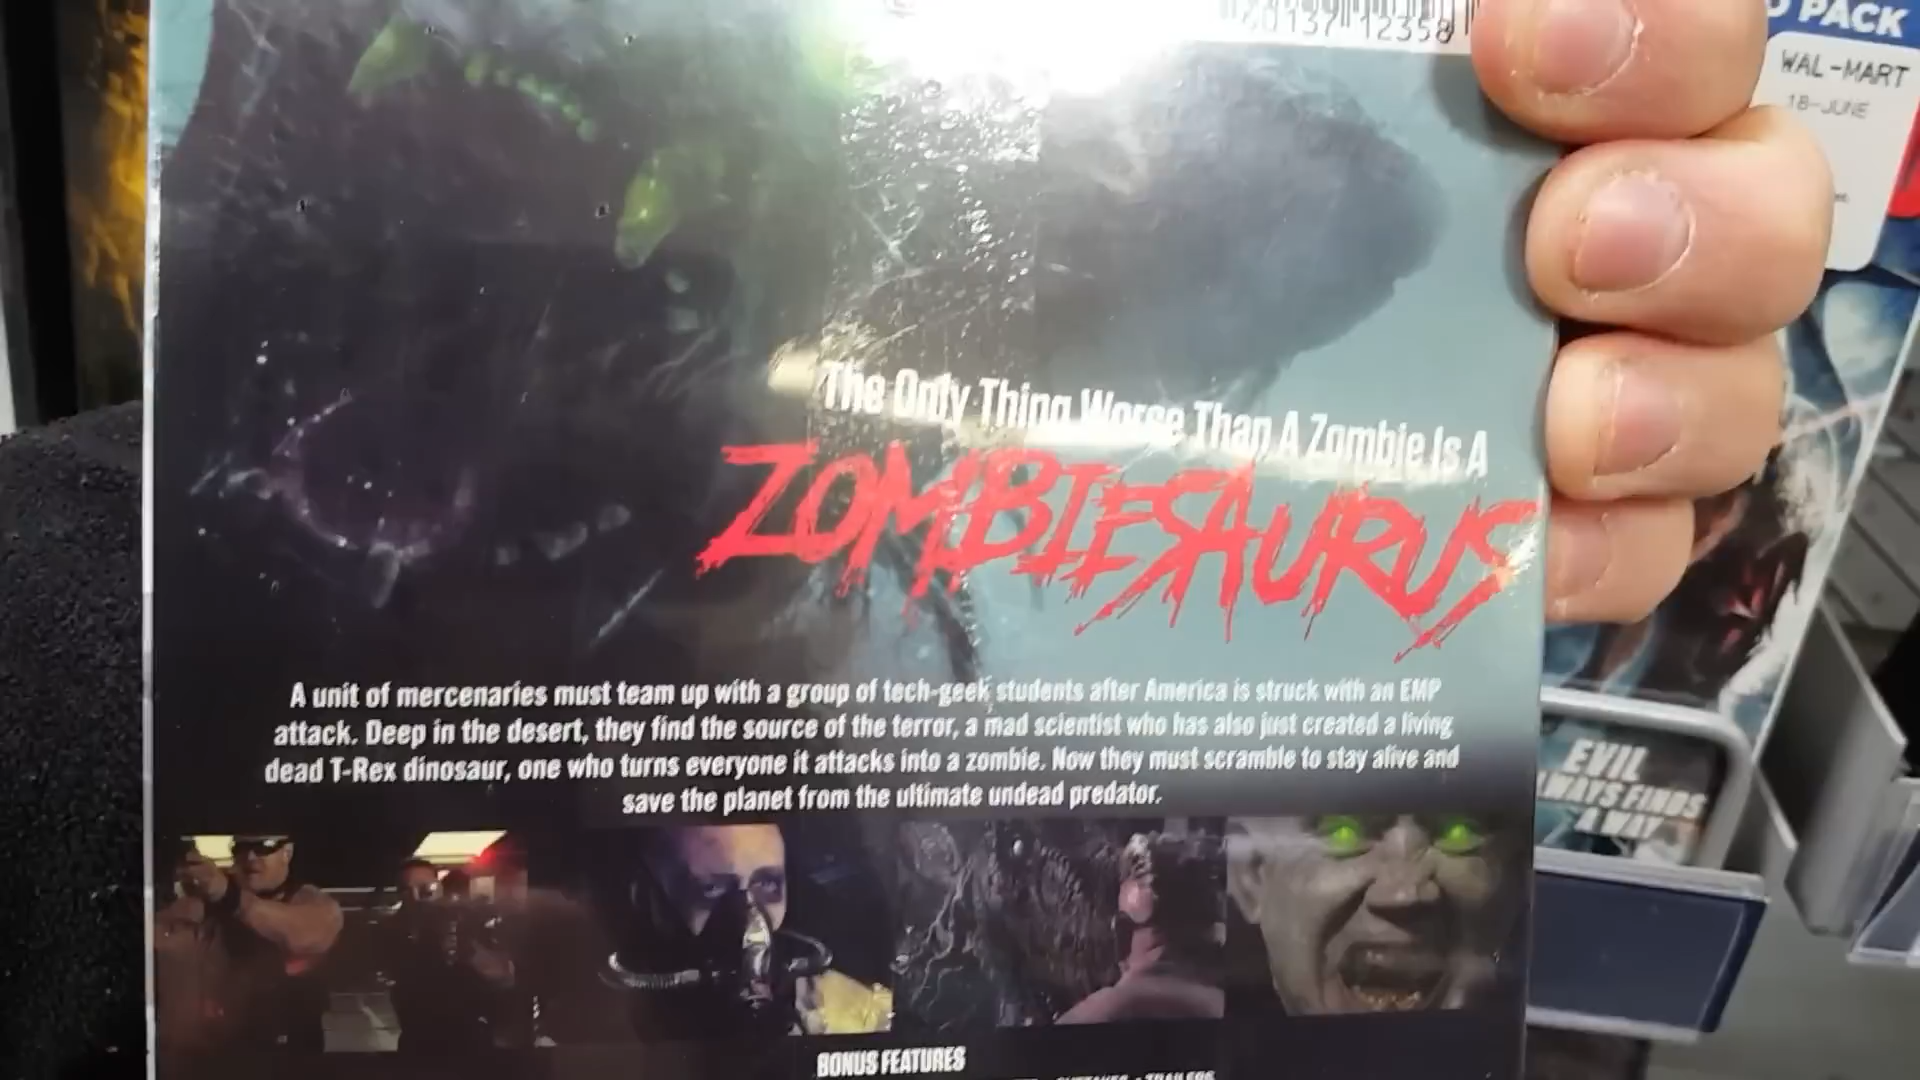 12358
PACK
WAL-MART
18-JUNE
The Only Thing Worse Than A Zombie Is A
ZOMBIESAURUS
A unit of mercenaries must team up with a group of tech-geek students after America is struck with an EMP
attack. Deep in the desert, they find the source of the terror, a mad scientist who has also just created a living
dead T-Rex dinosaur, one who turns everyone it attacks into a zombie. Now they must scramble to stay alive and
save the planet from the ultimate undead predator.
EVIL
ALWAYS FINDS
A WAY
BONUS FEATURES
TRAILERS